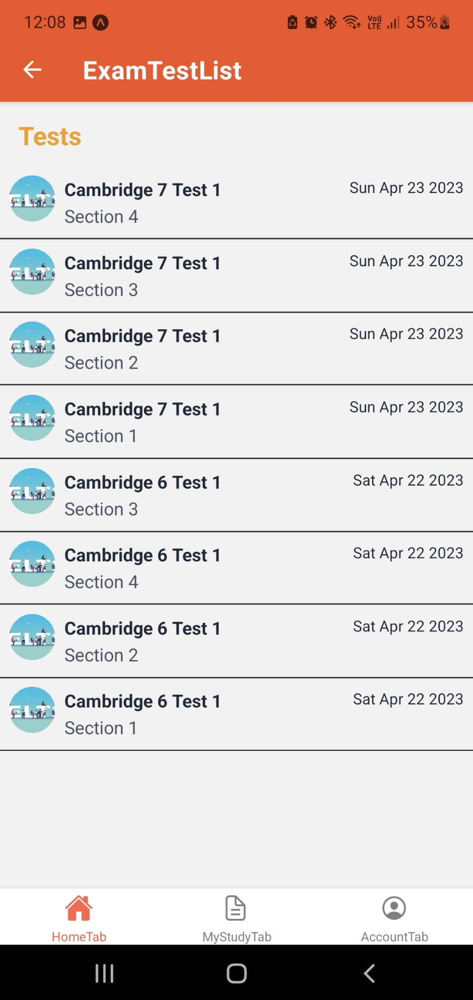 12:08 Vo)) LTE 35%
ExamTestList
Tests
Cambridge 7 Test 1 Sun Apr 23 2023
Section 4
Cambridge 7 Test 1 Sun Apr 23 2023
Section 3
Cambridge 7 Test 1 Sun Apr 23 2023
Section 2
Cambridge 7 Test 1 Sun Apr 23 2023
Section 1
Cambridge 6 Test 1 Sat Apr 22 2023
Section 3
Cambridge 6 Test 1 Sat Apr 22 2023
Section 4
Cambridge 6 Test 1 Sat Apr 22 2023
Section 2
Cambridge 6 Test 1 Sat Apr 22 2023
Section 1
HomeTab MyStudyTab AccountTab